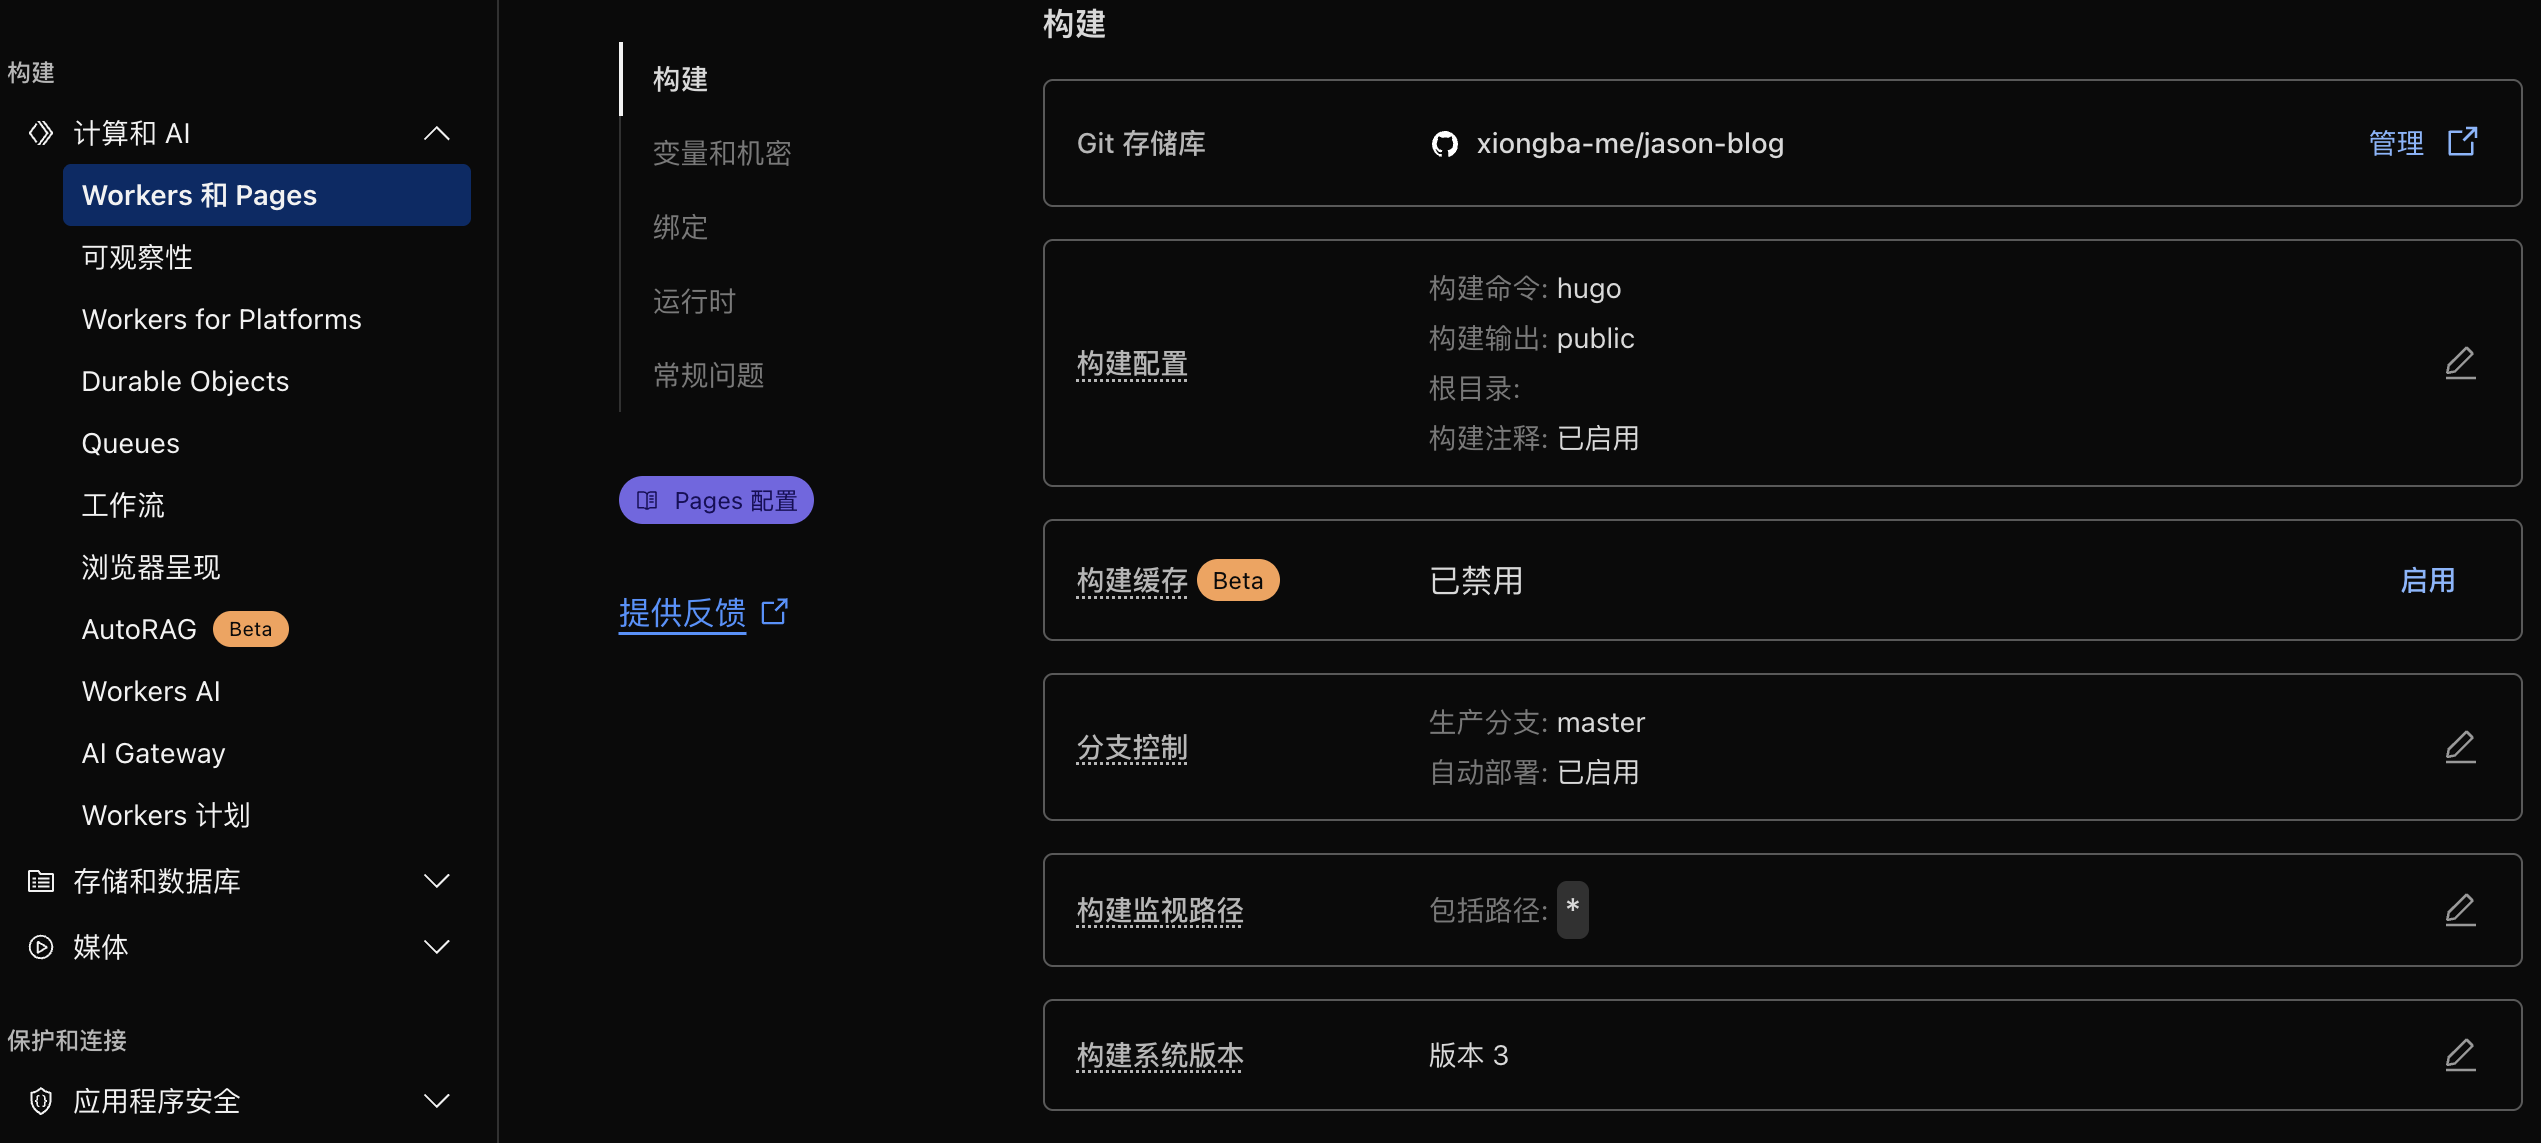 构建
计算和 AI
Workers 和 Pages
可观察性
Workers for Platforms
Durable Objects
Queues
工作流
浏览器呈现
AutoRAG Beta
Workers AI
AI Gateway
Workers 计划
存储和数据库
媒体
保护和连接
应用程序安全
构建
变量和机密
绑定
运行时
常规问题
Pages 配置
提供反馈
构建
Git 存储库 xiongba-me/jason-blog 管理
构建配置
构建命令: hugo
构建输出: public
根目录:
构建注释: 已启用
构建缓存 Beta 已禁用 启用
分支控制
生产分支: master
自动部署: 已启用
构建监视路径 包括路径: *
构建系统版本 版本 3